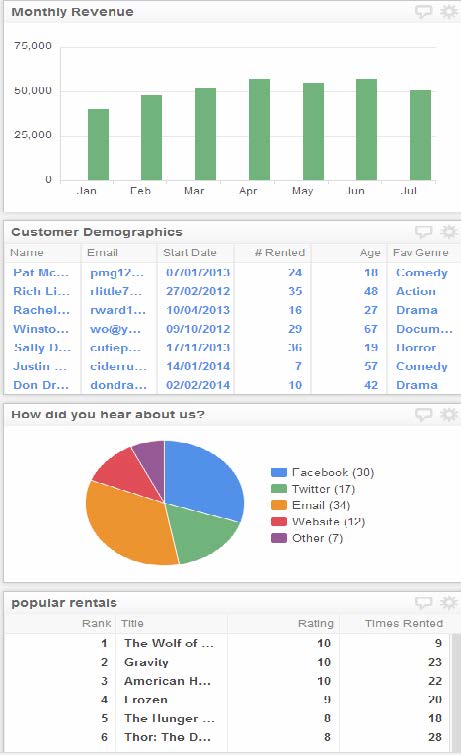 Monthly Revenue
75,000
50,000
25,000
0
Jan Feb Mar Apr May Jun Jul
Customer Demographics
Name Email Start Date # Rented Age Fav Genre
Pat Mc... pmg12... 07/01/2013 24 18 Comedy
Rich Li... rlittle7... 27/02/2012 35 48 Action
Rachel... rward1... 10/04/2013 16 27 Drama
Winsto... wo@y... 09/10/2012 29 67 Docum...
Sally D... cutiep... 17/11/2013 36 19 Horror
Justin ... ciderru... 14/01/2014 7 57 Comedy
Don Dr... dondra... 02/02/2014 10 42 Drama
How did you hear about us?
Facebook (30)
Twitter (17)
Email (34)
Website (12)
Other (7)
popular rentals
Rank Title Rating Times Rented
1 The Wolf of ... 10 9
2 Gravity 10 23
3 American H... 10 22
4 Frozen 9 20
5 The Hunger ... 8 18
6 Thor: The D... 8 28